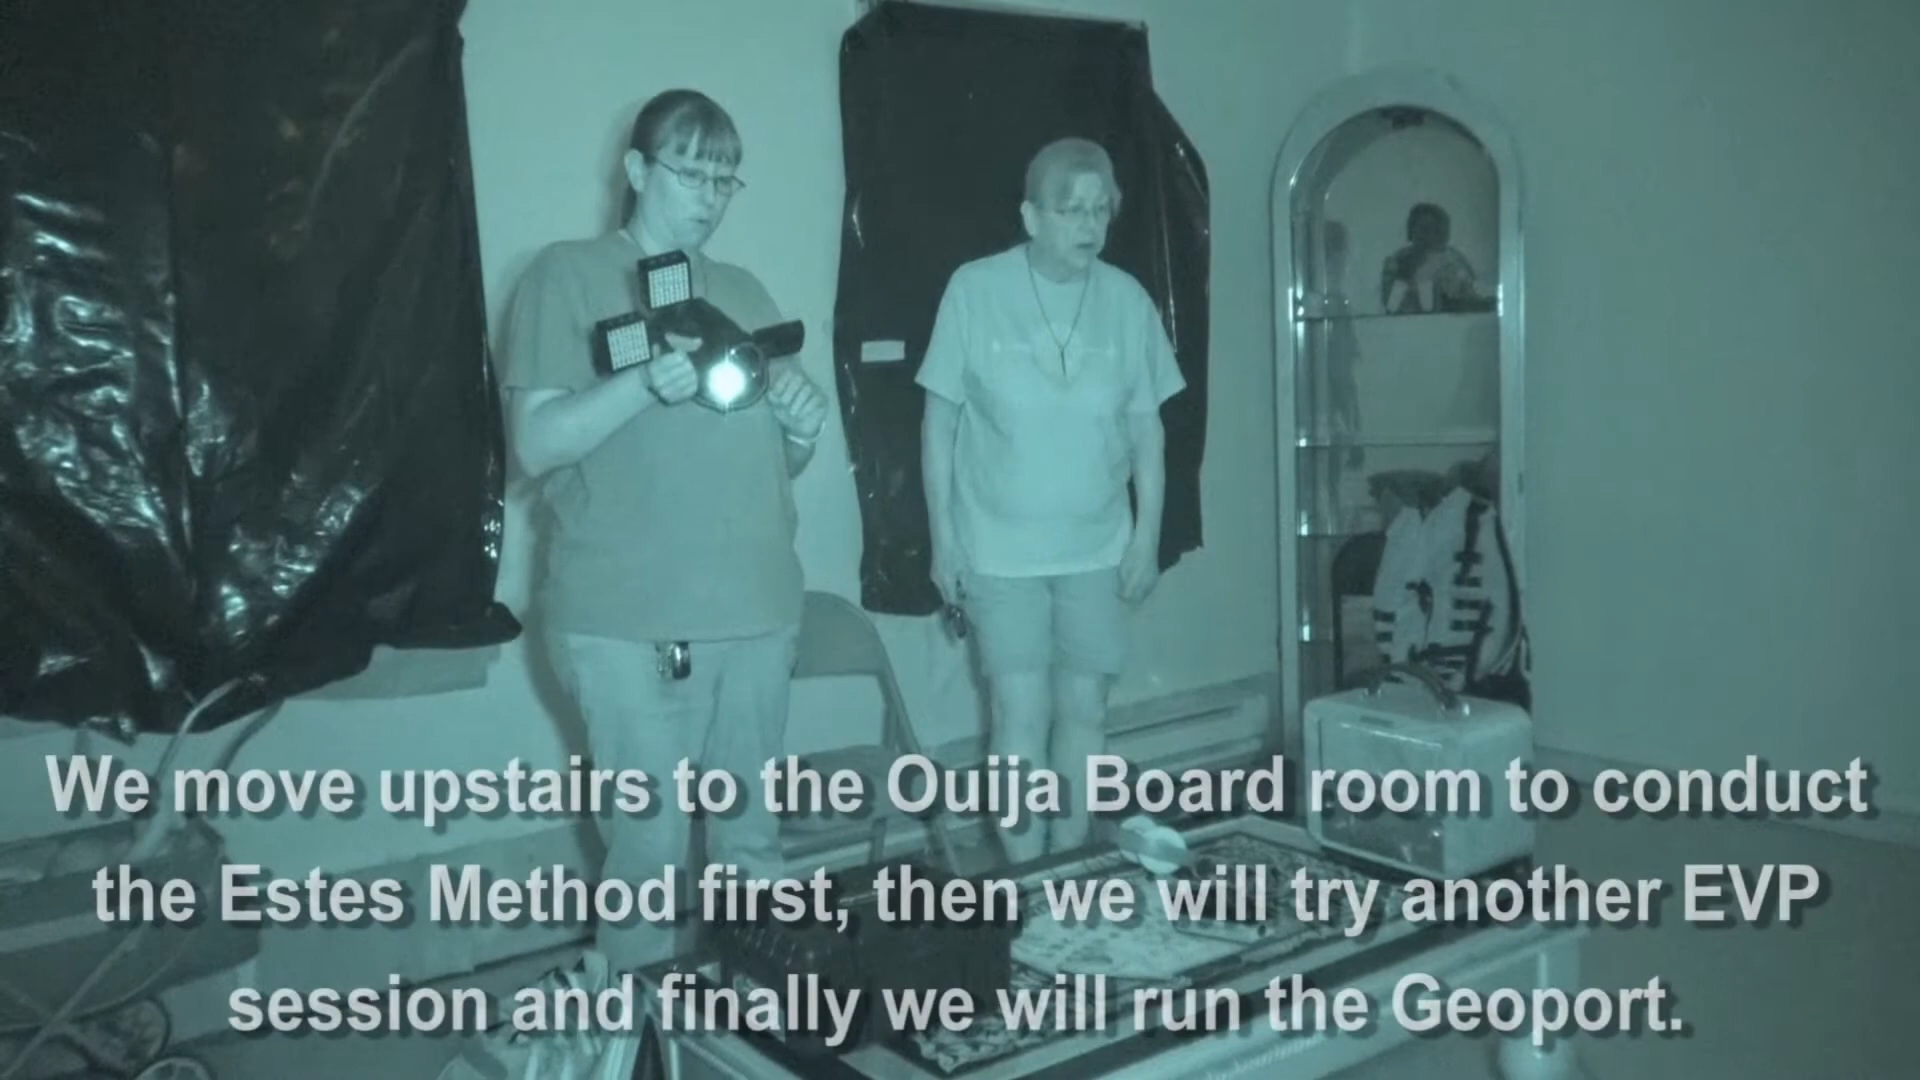 We move upstairs to the Ouija Board room to conduct
the Estes Method first, then we will try another EVP
session and finally we will run the Geoport.